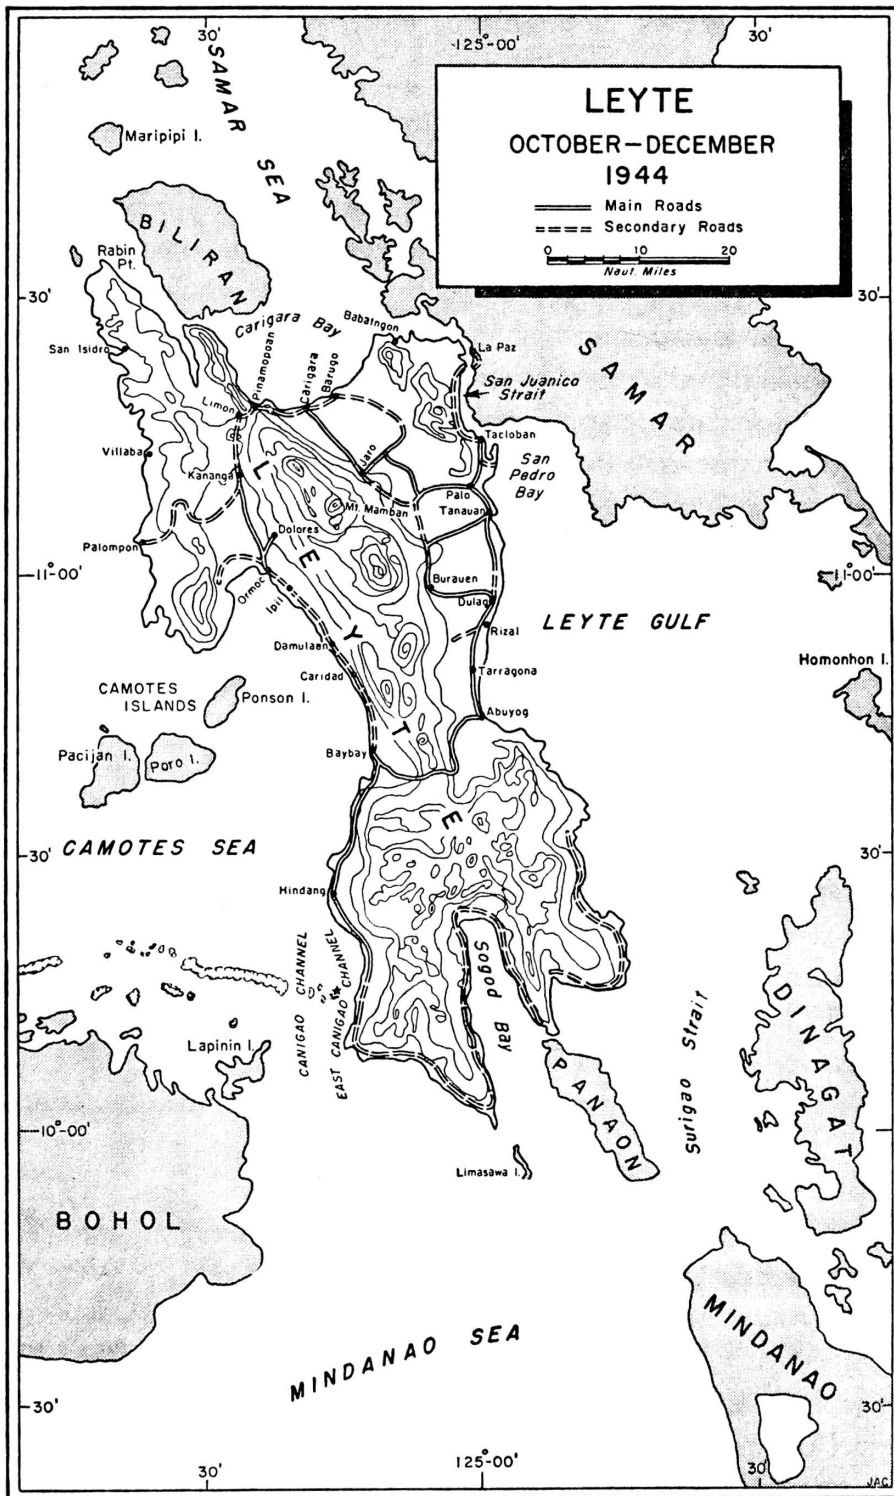 30'
125°-00'
30'
LEYTE
OCTOBER-DECEMBER
1944
Main Roads
Secondary Roads
0 10 20
Naut. Miles
SAMAR SEA
Maripipi I.
BILIRAN
Rabin
Pt.
30'
30'
Carigara Bay
Babatngon
La Paz
San Isidro
Pinamopoan
Carigara
Barugo
San Juanico
Strait
SAMAR
Limon
Tacloban
Villaba
Jaro
San
Pedro
Bay
Kananga
Palo
Mt. Mamban
Tanauan
LEYTE
Dolores
Palompon
11°00'
11°00'
Ormoc
Burauen
Ipil
Dulag
LEYTE GULF
Rizal
Damulaan
Caridad
Tarragona
Homonhon I.
CAMOTES
ISLANDS
Ponson I.
Abuyog
Pacijan I.
Poro I.
Baybay
CAMOTES SEA
30'
30'
Hindang
CANIGAO CHANNEL
EAST CANIGAO CHANNEL
Sogod
Bay
Surigao Strait
DINAGAT
Lapinin I.
PANAON
10°-00'
Limasawa I.
BOHOL
MINDANAO SEA
MINDANAO
30'
30'
30'
125°-00'
30'
JAC